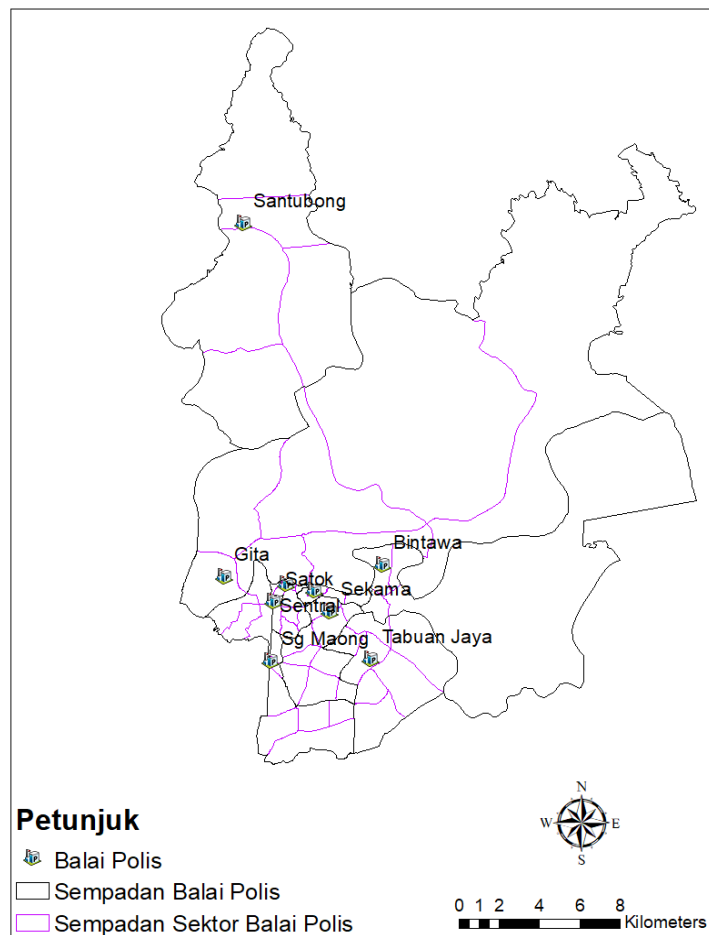 Santubong
Bintawa
Gita
Satok
Sekama
Sentral
Sg Maong
Tabuan Jaya
Petunjuk
Balai Polis
Sempadan Balai Polis
Sempadan Sektor Balai Polis
N
W E
S
0 1 2 4 6 8
Kilometers